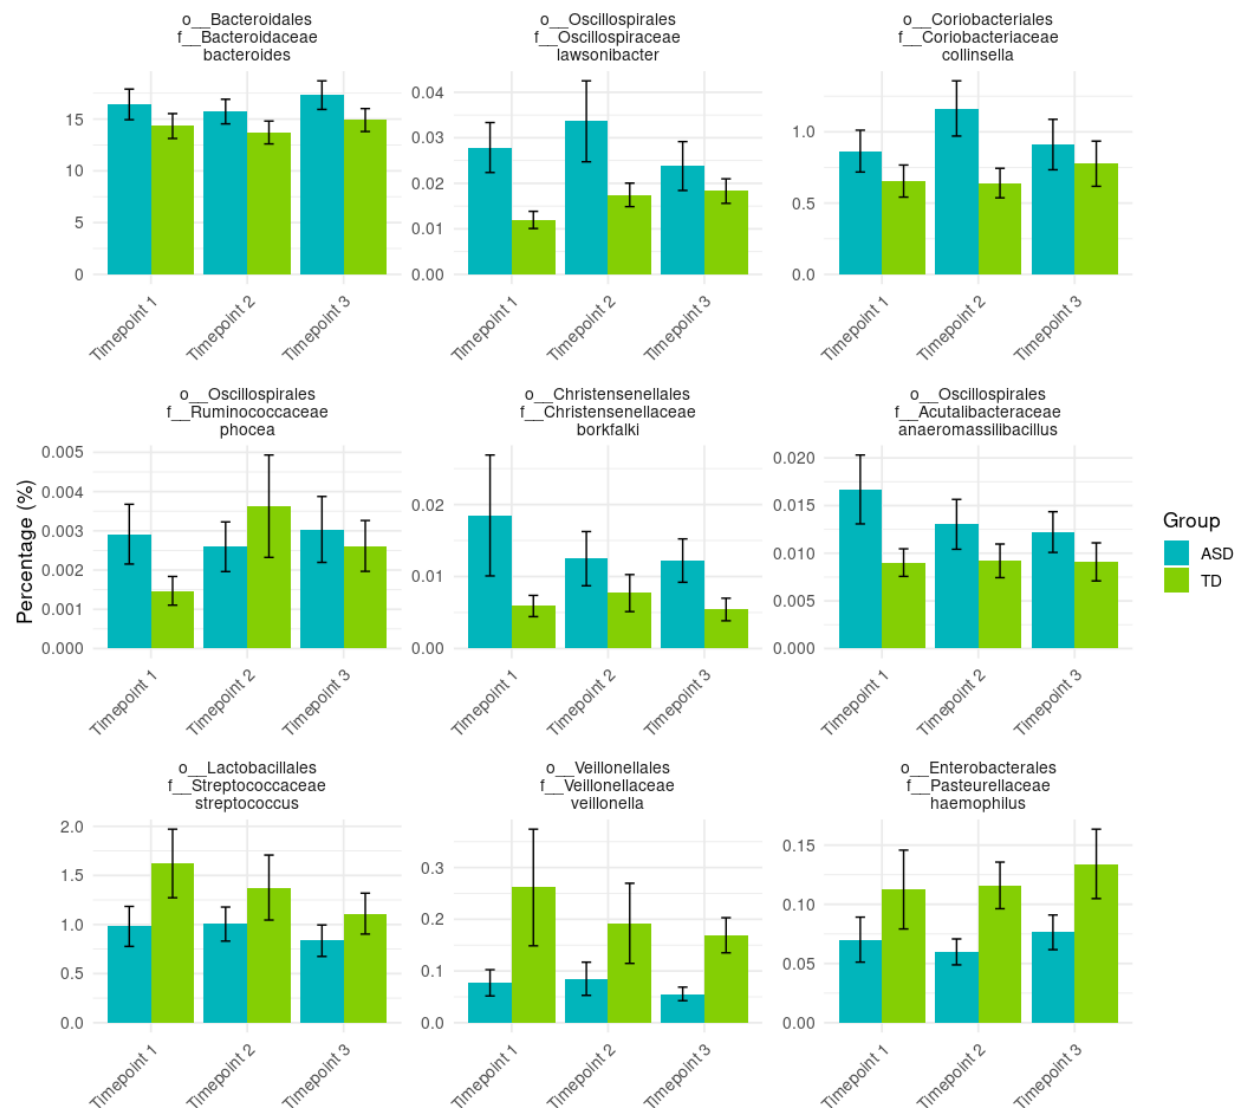 o__Bacteroidales
f__Bacteroidaceae
bacteroides
15
10
5
0
Timepoint 1
Timepoint 2
Timepoint 3
o__Oscillospirales
f__Oscillospiraceae
lawsonibacter
0.04
0.03
0.02
0.01
0.00
Timepoint 1
Timepoint 2
Timepoint 3
o__Coriobacteriales
f__Coriobacteriaceae
collinsella
1.0
0.5
0.0
Timepoint 1
Timepoint 2
Timepoint 3
Percentage (%)
o__Oscillospirales
f__Ruminococcaceae
phocea
0.005
0.004
0.003
0.002
0.001
0.000
Timepoint 1
Timepoint 2
Timepoint 3
o__Christensenellales
f__Christensenellaceae
borkfalki
0.02
0.01
0.00
Timepoint 1
Timepoint 2
Timepoint 3
o__Oscillospirales
f__Acutalibacteraceae
anaeromassilibacillus
0.020
0.015
0.010
0.005
0.000
Timepoint 1
Timepoint 2
Timepoint 3
Group
ASD
TD
o__Lactobacillales
f__Streptococcaceae
streptococcus
2.0
1.5
1.0
0.5
0.0
Timepoint 1
Timepoint 2
Timepoint 3
o__Veillonellales
f__Veillonellaceae
veillonella
0.3
0.2
0.1
0.0
Timepoint 1
Timepoint 2
Timepoint 3
o__Enterobacterales
f__Pasteurellaceae
haemophilus
0.15
0.10
0.05
0.00
Timepoint 1
Timepoint 2
Timepoint 3